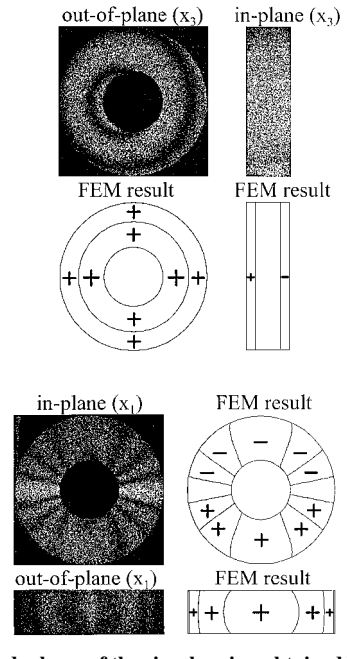 out-of-plane (x3) in-plane (x3)
FEM result FEM result
+
+
+ + + +
+
+
+ -
in-plane (x1) FEM result
-
- -
- -
+ +
+ +
+
out-of-plane (x1) FEM result
+ + + + +